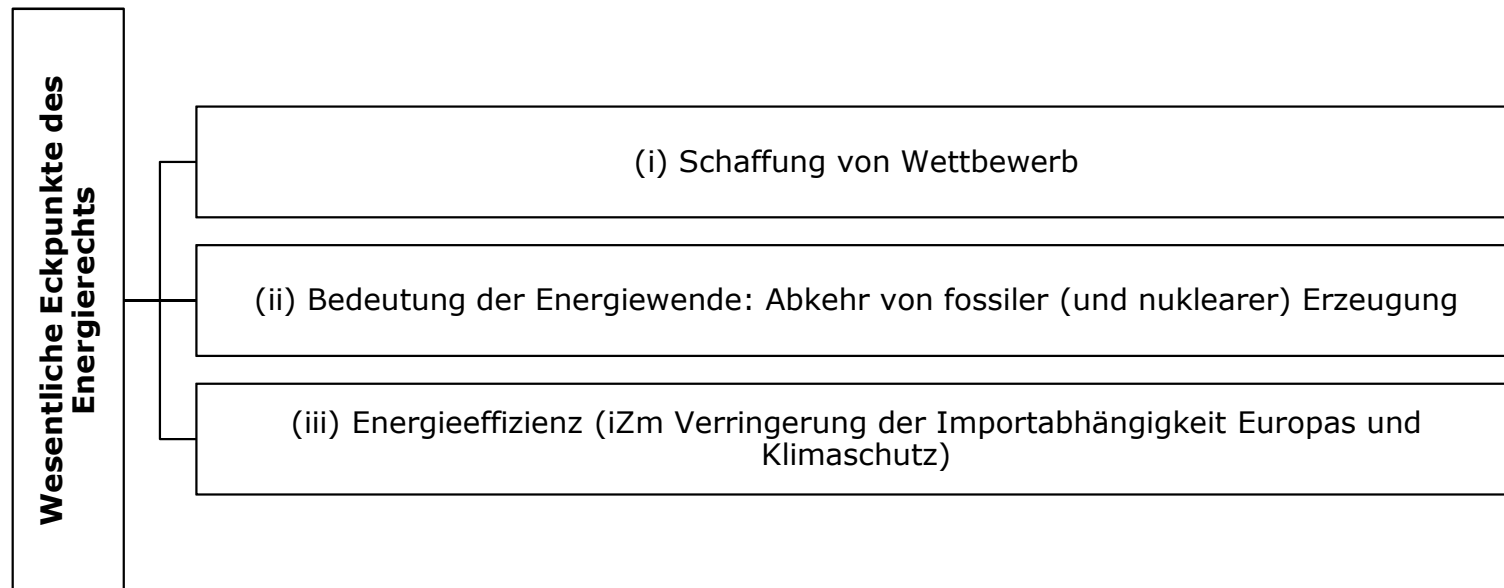 Wesentliche Eckpunkte des
Energierechts
(i) Schaffung von Wettbewerb
(ii) Bedeutung der Energiewende: Abkehr von fossiler (und nuklearer) Erzeugung
(iii) Energieeffizienz (iZm Verringerung der Importabhängigkeit Europas und
Klimaschutz)